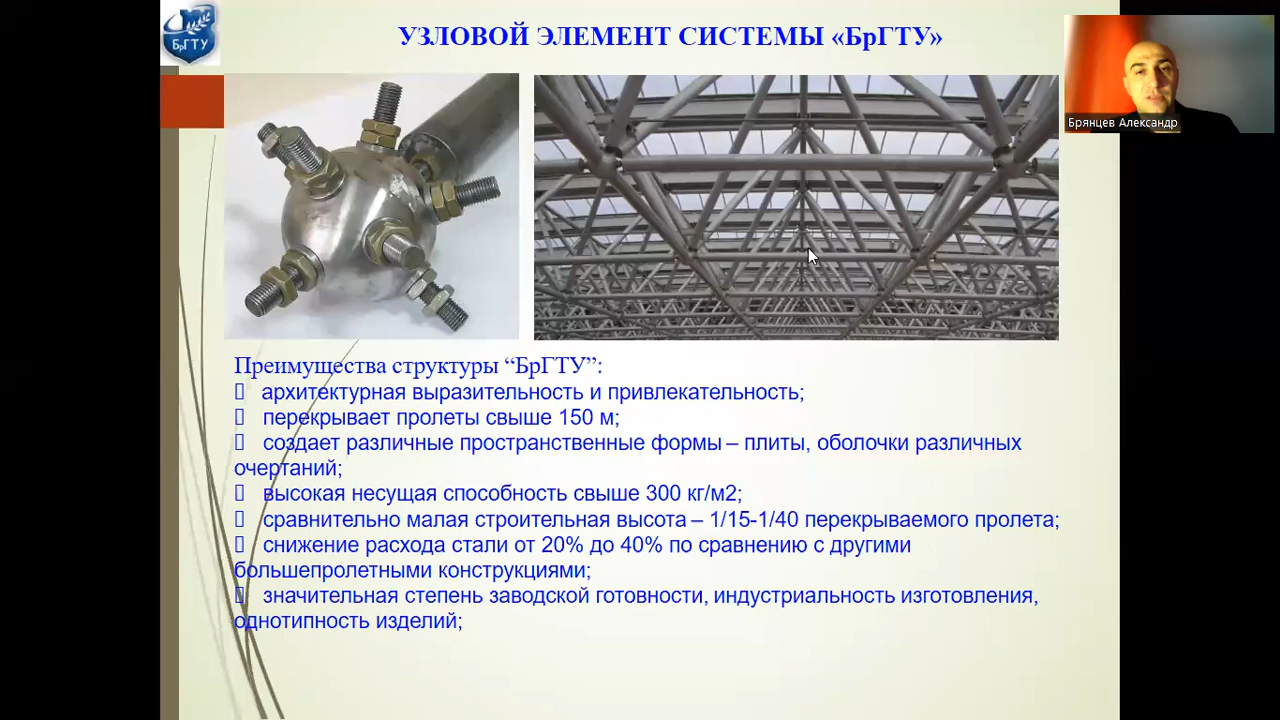 БрГТУ
УЗЛОВОЙ ЭЛЕМЕНТ СИСТЕМЫ «БрГТУ»
Брянцев Александр
Преимущества структуры “БрГТУ”:
архитектурная выразительность и привлекательность;
перекрывает пролеты свыше 150 м;
создает различные пространственные формы – плиты, оболочки различных
очертаний;
высокая несущая способность свыше 300 кг/м2;
сравнительно малая строительная высота – 1/15-1/40 перекрываемого пролета;
снижение расхода стали от 20% до 40% по сравнению с другими
большепролетными конструкциями;
значительная степень заводской готовности, индустриальность изготовления,
однотипность изделий;